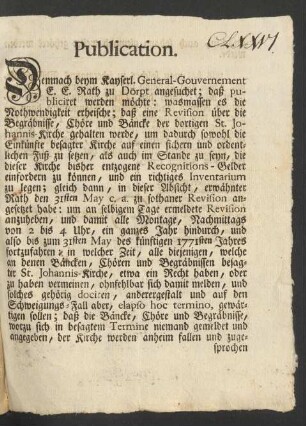 CLXXVI
Publication.
Demnach beym Kayserl. General-Gouvernement
E. E. Rath zu Dörpt angesuchet; daß pu-
bliciret werden möchte: wasmassen es die
Nothwendigkeit erheische; daß eine Revision über die
Begräbnisse, Chöre und Bäncke der dortigen St. Jo-
hannis-Kirche gehalten werde, um dadurch sowohl die
Einkünfte besagter Kirche auf einen sichern und ordent-
lichen Fuß zu setzen, als auch im Stande zu seyn, die
dieser Kirche bisher entzogene Recognitions-Gelder
einfordern zu können, und ein richtiges Inventarium
zu legen; gleich dann, in dieser Absicht, erwähnter
Rath den 31sten May c. a. zu sothaner Revision an-
gesetzt habe: um an selbigem Tage ermeldete Revision
anzuheben, und damit alle Montage, Nachmittags
von 2 bis 4 Uhr, ein ganzes Jahr hindurch, und
also bis zum 31sten May des künftigen 1771sten Jahres
fortzufahren; in welcher Zeit, alle diejenigen, welche
an denen Bäncken, Chören und Begräbnissen besag-
ter St. Johannis-Kirche, etwa ein Recht haben, oder
zu haben vermeinen, ohnfehlbar sich damit melden, und
solches gehörig dociren, anderergestalt und auf den
Schweigungs-Fall aber, elapso hoc termino, gewär-
tigen sollen; daß die Bäncke, Chöre und Begräbnisse,
worzu sich in besagtem Termine niemand gemeldet und
angegeben, der Kirche werden anheim fallen und zuge-
sprochen